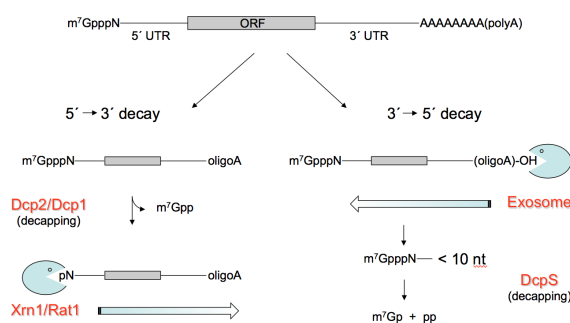 m⁷GpppN ORF AAAAAAAA(polyA)
5´ UTR 3´ UTR
5´ → 3´ decay
3´ → 5´ decay
m⁷GpppN oligoA
m⁷GpppN (oligoA)-OH
Dcp2/Dcp1
(decapping)
m⁷Gpp
Exosome
m⁷GpppN < 10 nt
pN oligoA
DcpS
(decapping)
Xrn1/Rat1
m⁷Gp + pp